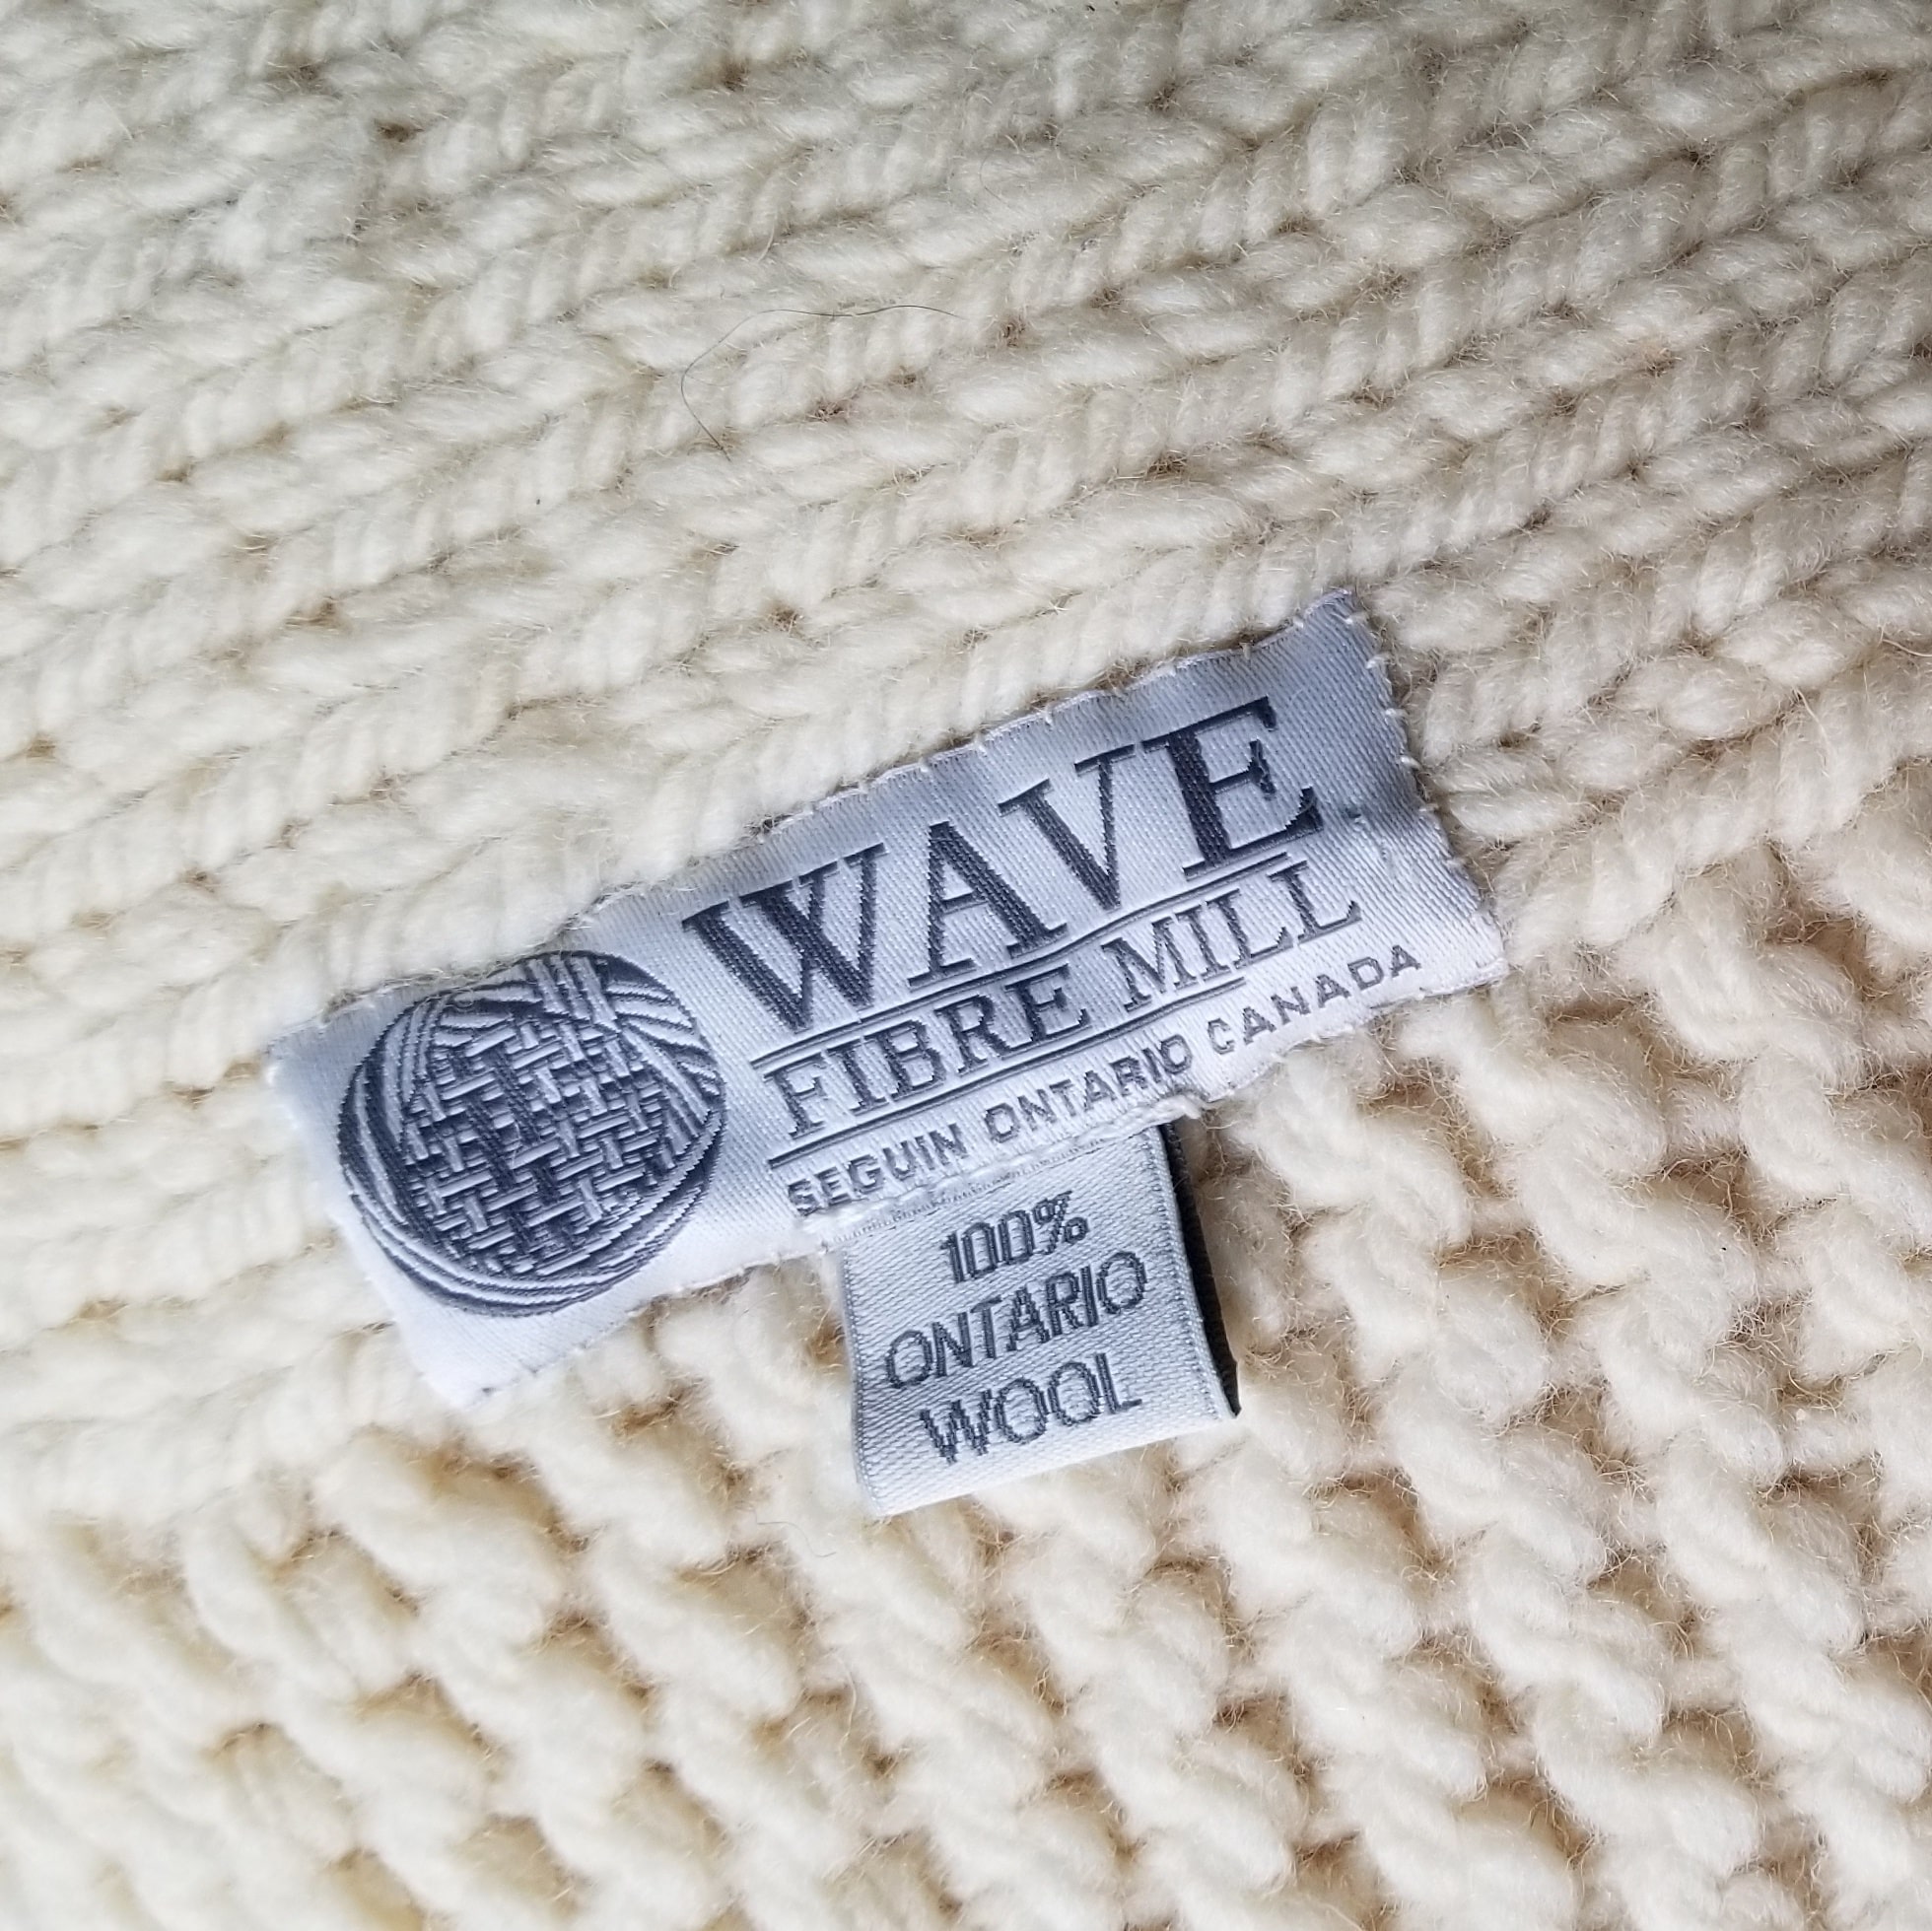 WAVE
FIBRE MILL
SEGUIN ONTARIO CANADA
100%
ONTARIO
WOOL